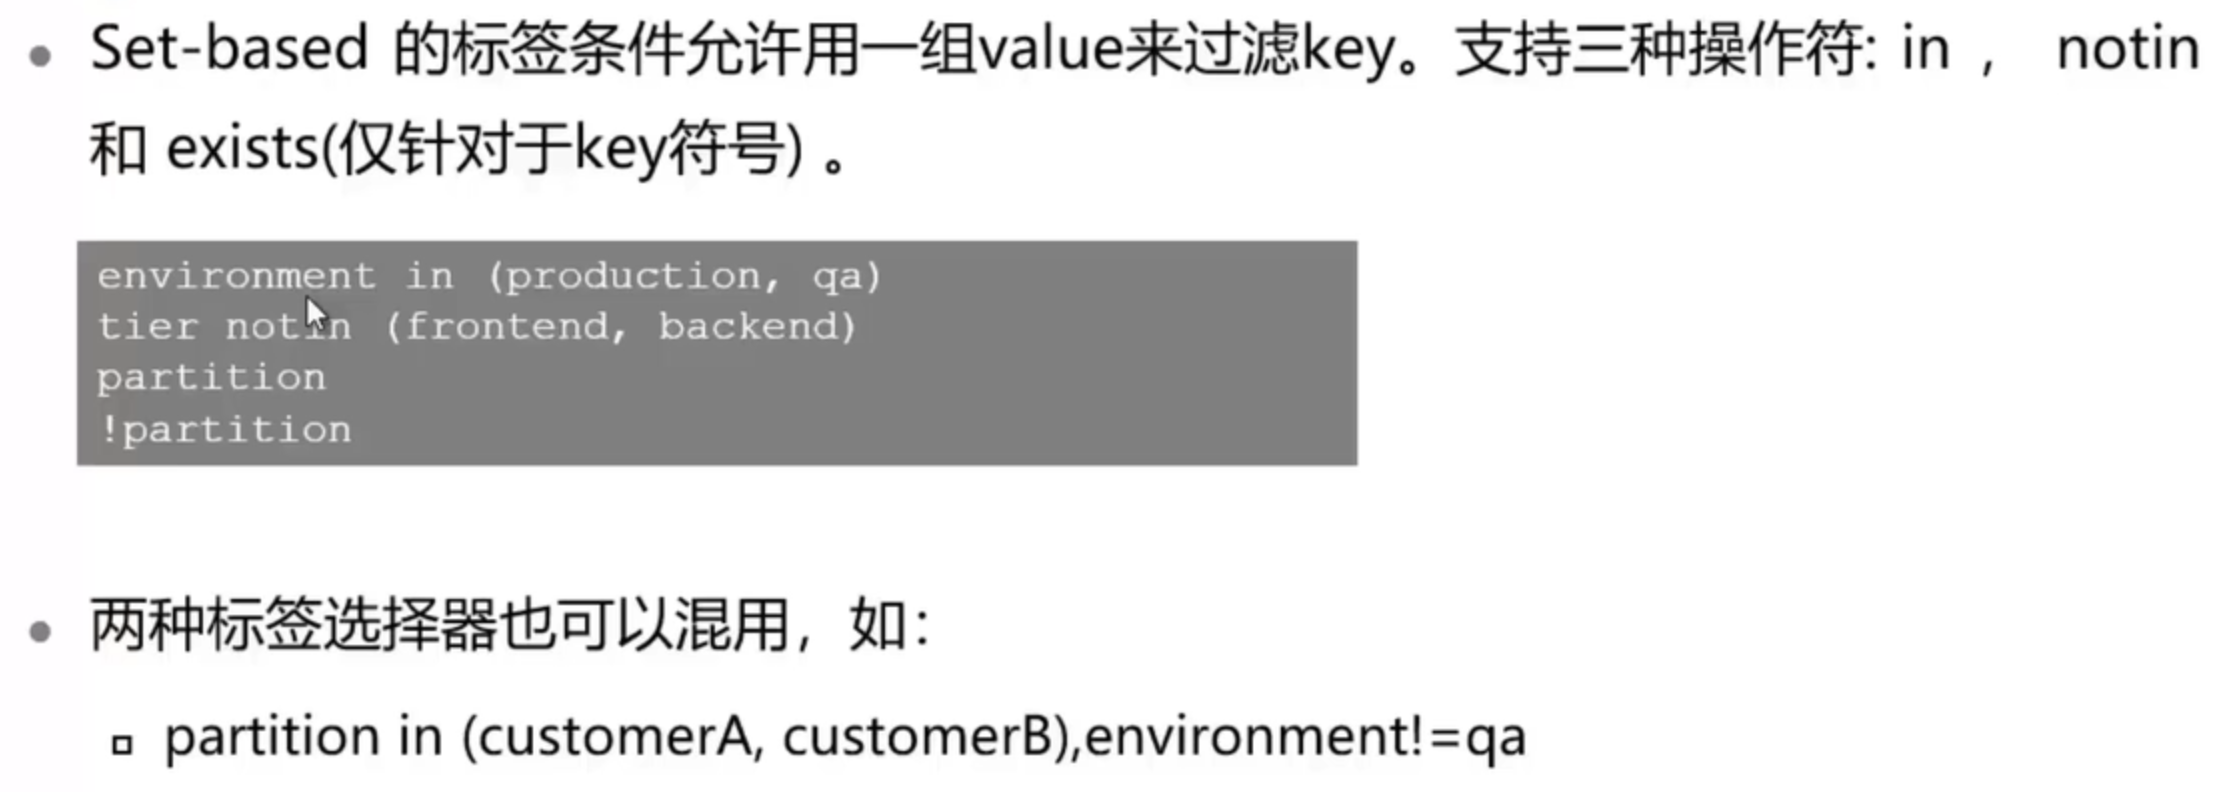 Set-based 的标签条件允许用一组value来过滤key。支持三种操作符: in ， notin
和 exists(仅针对于key符号) 。
environment in (production, qa)
tier notin (frontend, backend)
partition
!partition
两种标签选择器也可以混用，如：
partition in (customerA, customerB),environment!=qa